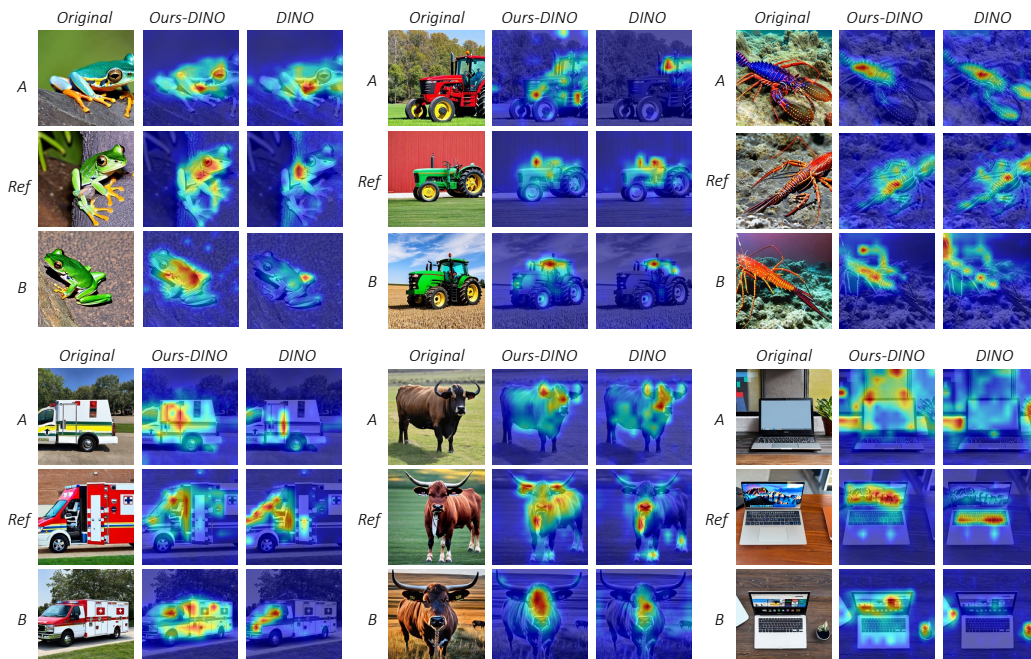 Original Ours-DINO DINO Original Ours-DINO DINO Original Ours-DINO DINO
A A A
Ref Ref Ref
B B B
Original Ours-DINO DINO Original Ours-DINO DINO Original Ours-DINO DINO
A A A
Ref Ref Ref
B B B